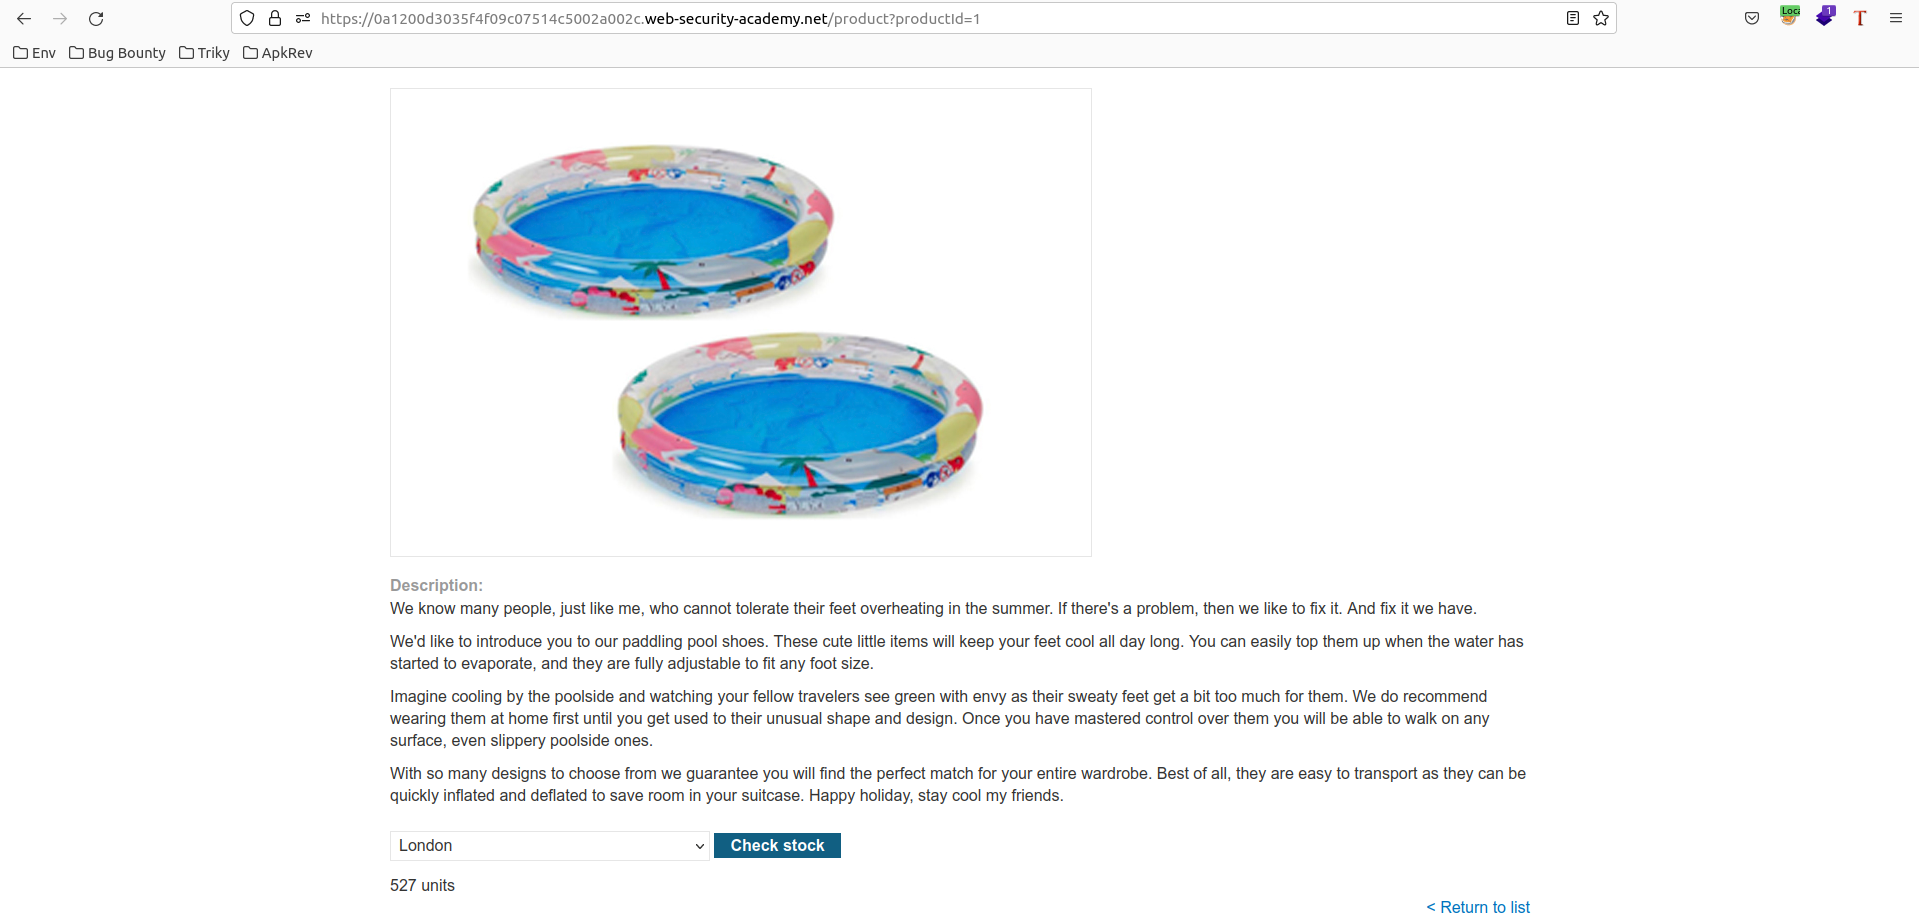 https://0a1200d3035f4f09c07514c5002a002c.web-security-academy.net/product?productId=1
Loca
1
T
Env
Bug Bounty
Triky
ApkRev
Description:
We know many people, just like me, who cannot tolerate their feet overheating in the summer. If there's a problem, then we like to fix it. And fix it we have.
We'd like to introduce you to our paddling pool shoes. These cute little items will keep your feet cool all day long. You can easily top them up when the water has
started to evaporate, and they are fully adjustable to fit any foot size.
Imagine cooling by the poolside and watching your fellow travelers see green with envy as their sweaty feet get a bit too much for them. We do recommend
wearing them at home first until you get used to their unusual shape and design. Once you have mastered control over them you will be able to walk on any
surface, even slippery poolside ones.
With so many designs to choose from we guarantee you will find the perfect match for your entire wardrobe. Best of all, they are easy to transport as they can be
quickly inflated and deflated to save room in your suitcase. Happy holiday, stay cool my friends.
London
Check stock
527 units
< Return to list